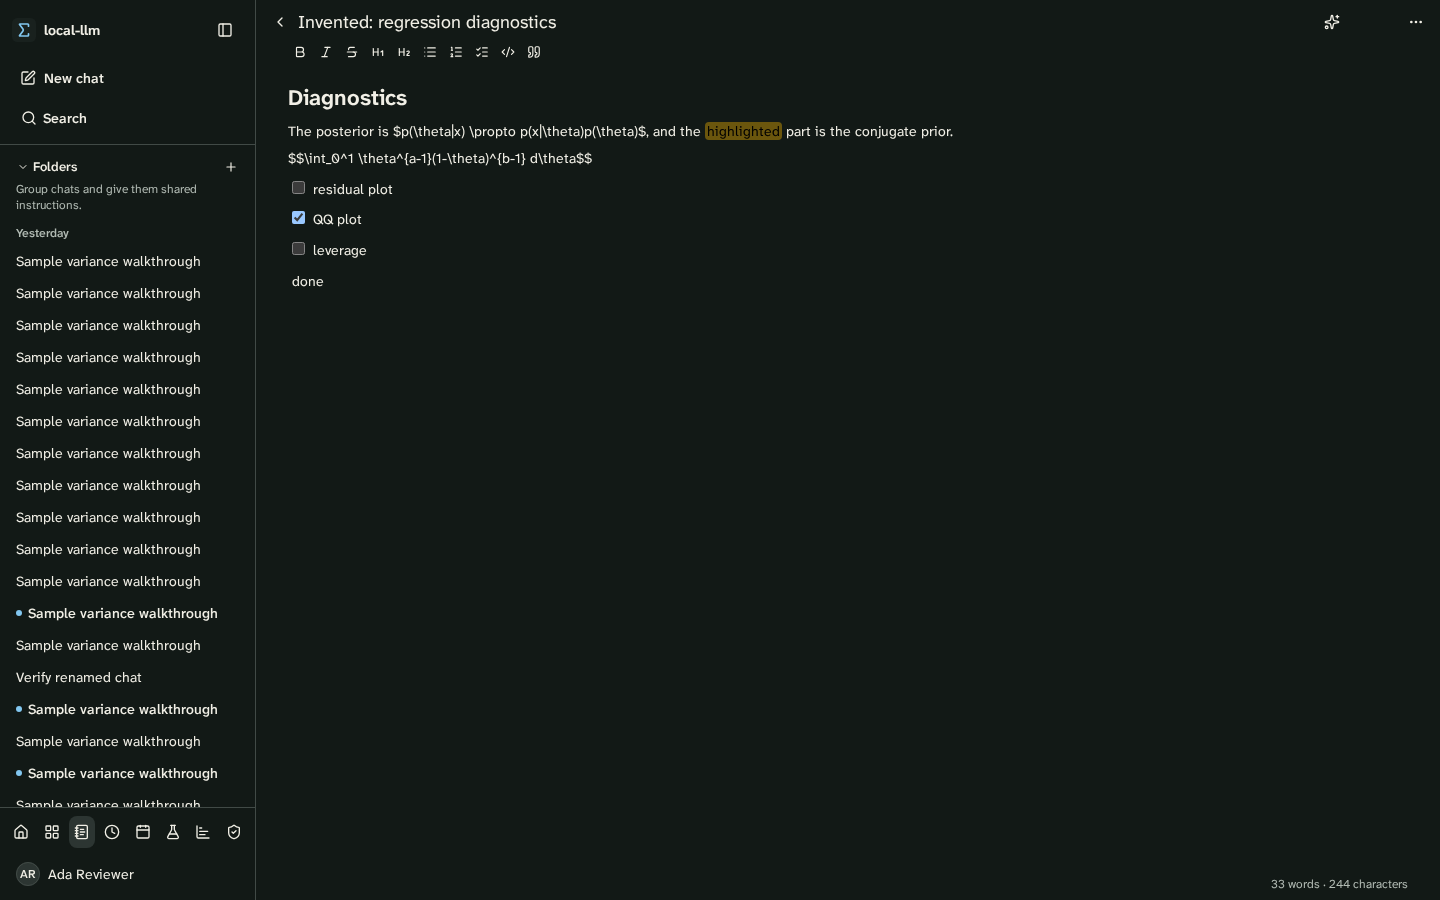 local-llm
New chat
Search
Folders
Group chats and give them shared
instructions.
Yesterday
Sample variance walkthrough
Sample variance walkthrough
Sample variance walkthrough
Sample variance walkthrough
Sample variance walkthrough
Sample variance walkthrough
Sample variance walkthrough
Sample variance walkthrough
Sample variance walkthrough
Sample variance walkthrough
Sample variance walkthrough
Sample variance walkthrough
Sample variance walkthrough
Verify renamed chat
Sample variance walkthrough
Sample variance walkthrough
Sample variance walkthrough
Sample variance walkthrough
AR Ada Reviewer
Invented: regression diagnostics
H1 H2
Diagnostics
The posterior is $p(\theta|x) \propto p(x|\theta)p(\theta)$, and the highlighted part is the conjugate prior.
$$\int_0^1 \theta^{a-1}(1-\theta)^{b-1} d\theta$$
residual plot
QQ plot
leverage
done
33 words · 244 characters